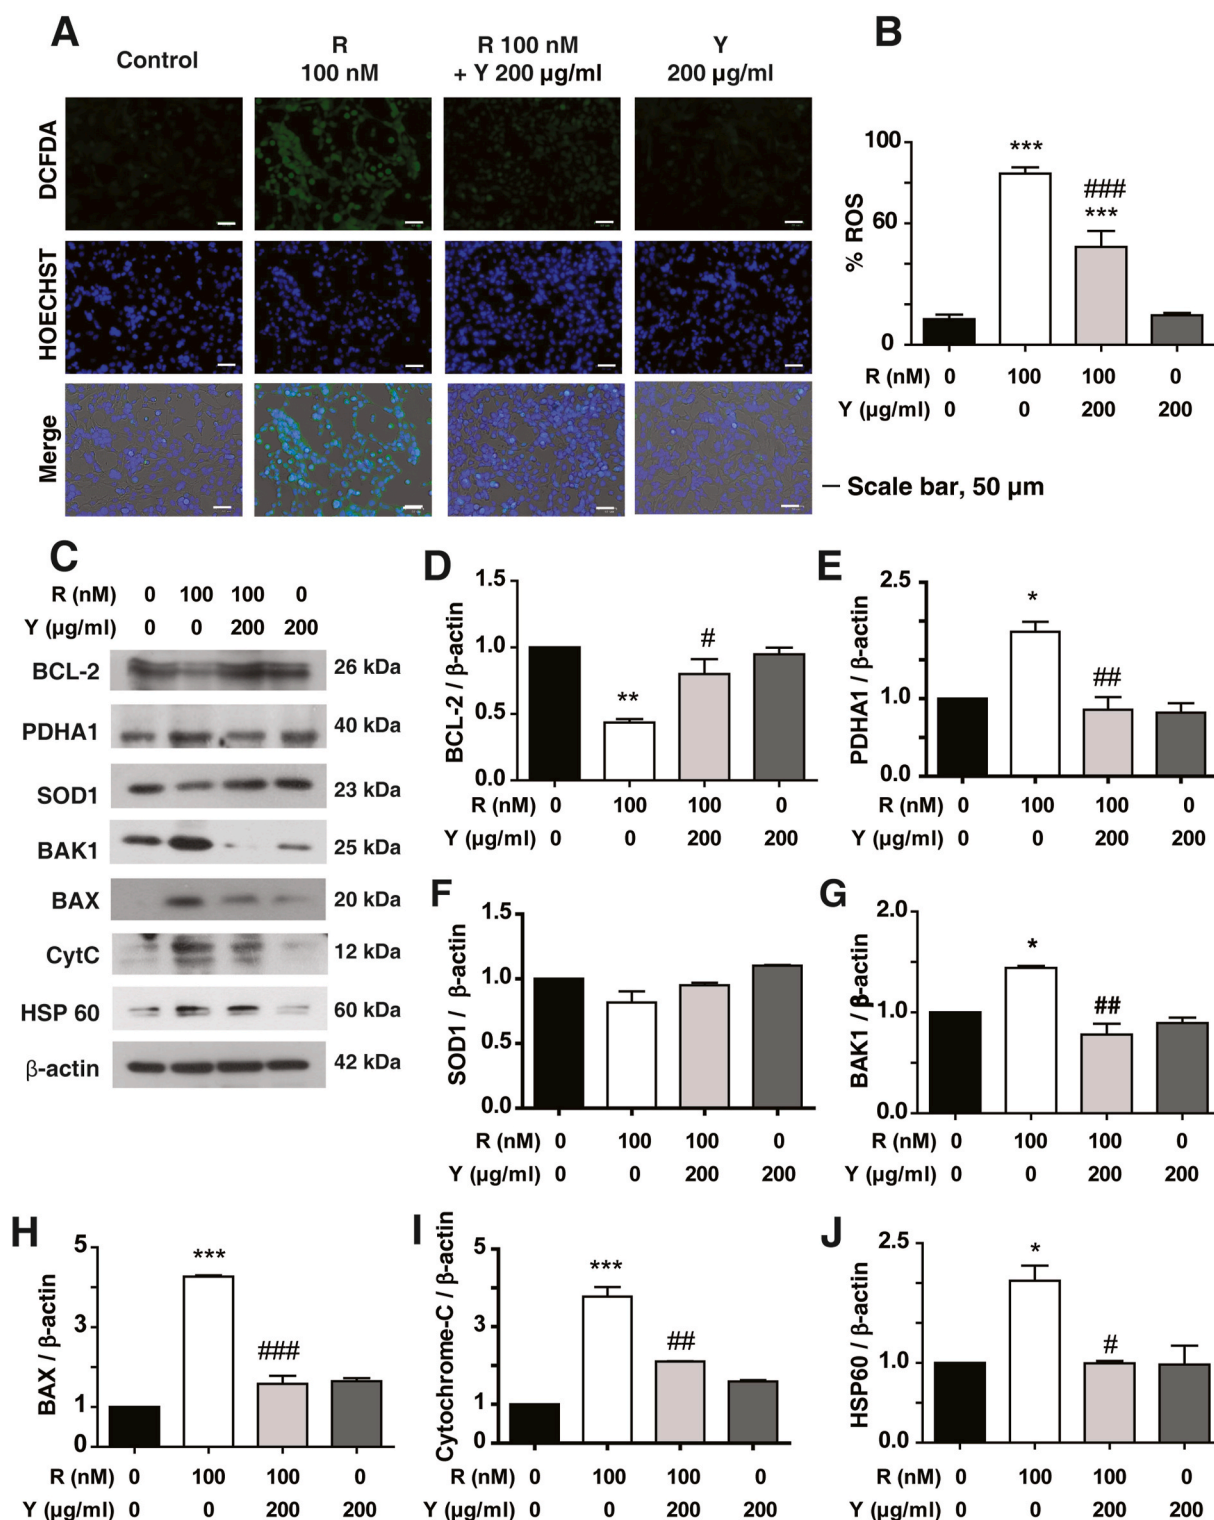 A
Control
R
100 nM
R 100 nM
+ Y 200 µg/ml
Y
200 µg/ml
DCFDA
HOECHST
Merge
B
% ROS
100
60
0
***
###
***
R (nM) 0 100 100 0
Y (µg/ml) 0 0 200 200
Scale bar, 50 µm
C
R (nM) 0 100 100 0
Y (µg/ml) 0 0 200 200
BCL-2 26 kDa
PDHA1 40 kDa
SOD1 23 kDa
BAK1 25 kDa
BAX 20 kDa
CytC 12 kDa
HSP 60 60 kDa
β-actin 42 kDa
D
BCL-2 / β-actin
1.5
1.0
0.5
0.0
**
#
R (nM) 0 100 100 0
Y (µg/ml) 0 0 200 200
E
PDHA1 / β-actin
2.5
1.0
0.0
*
##
R (nM) 0 100 100 0
Y (µg/ml) 0 0 200 200
F
SOD1 / β-actin
1.5
1.0
0.5
0.0
R (nM) 0 100 100 0
Y (µg/ml) 0 0 200 200
G
BAK1 / β-actin
2.0
1.0
0.0
*
##
R (nM) 0 100 100 0
Y (µg/ml) 0 0 200 200
H
BAX / β-actin
5
1
0
***
###
R (nM) 0 100 100 0
Y (µg/ml) 0 0 200 200
I
Cytochrome-C / β-actin
5
3
1
0
***
##
R (nM) 0 100 100 0
Y (µg/ml) 0 0 200 200
J
HSP60 / β-actin
2.5
1.0
0.0
*
#
R (nM) 0 100 100 0
Y (µg/ml) 0 0 200 200